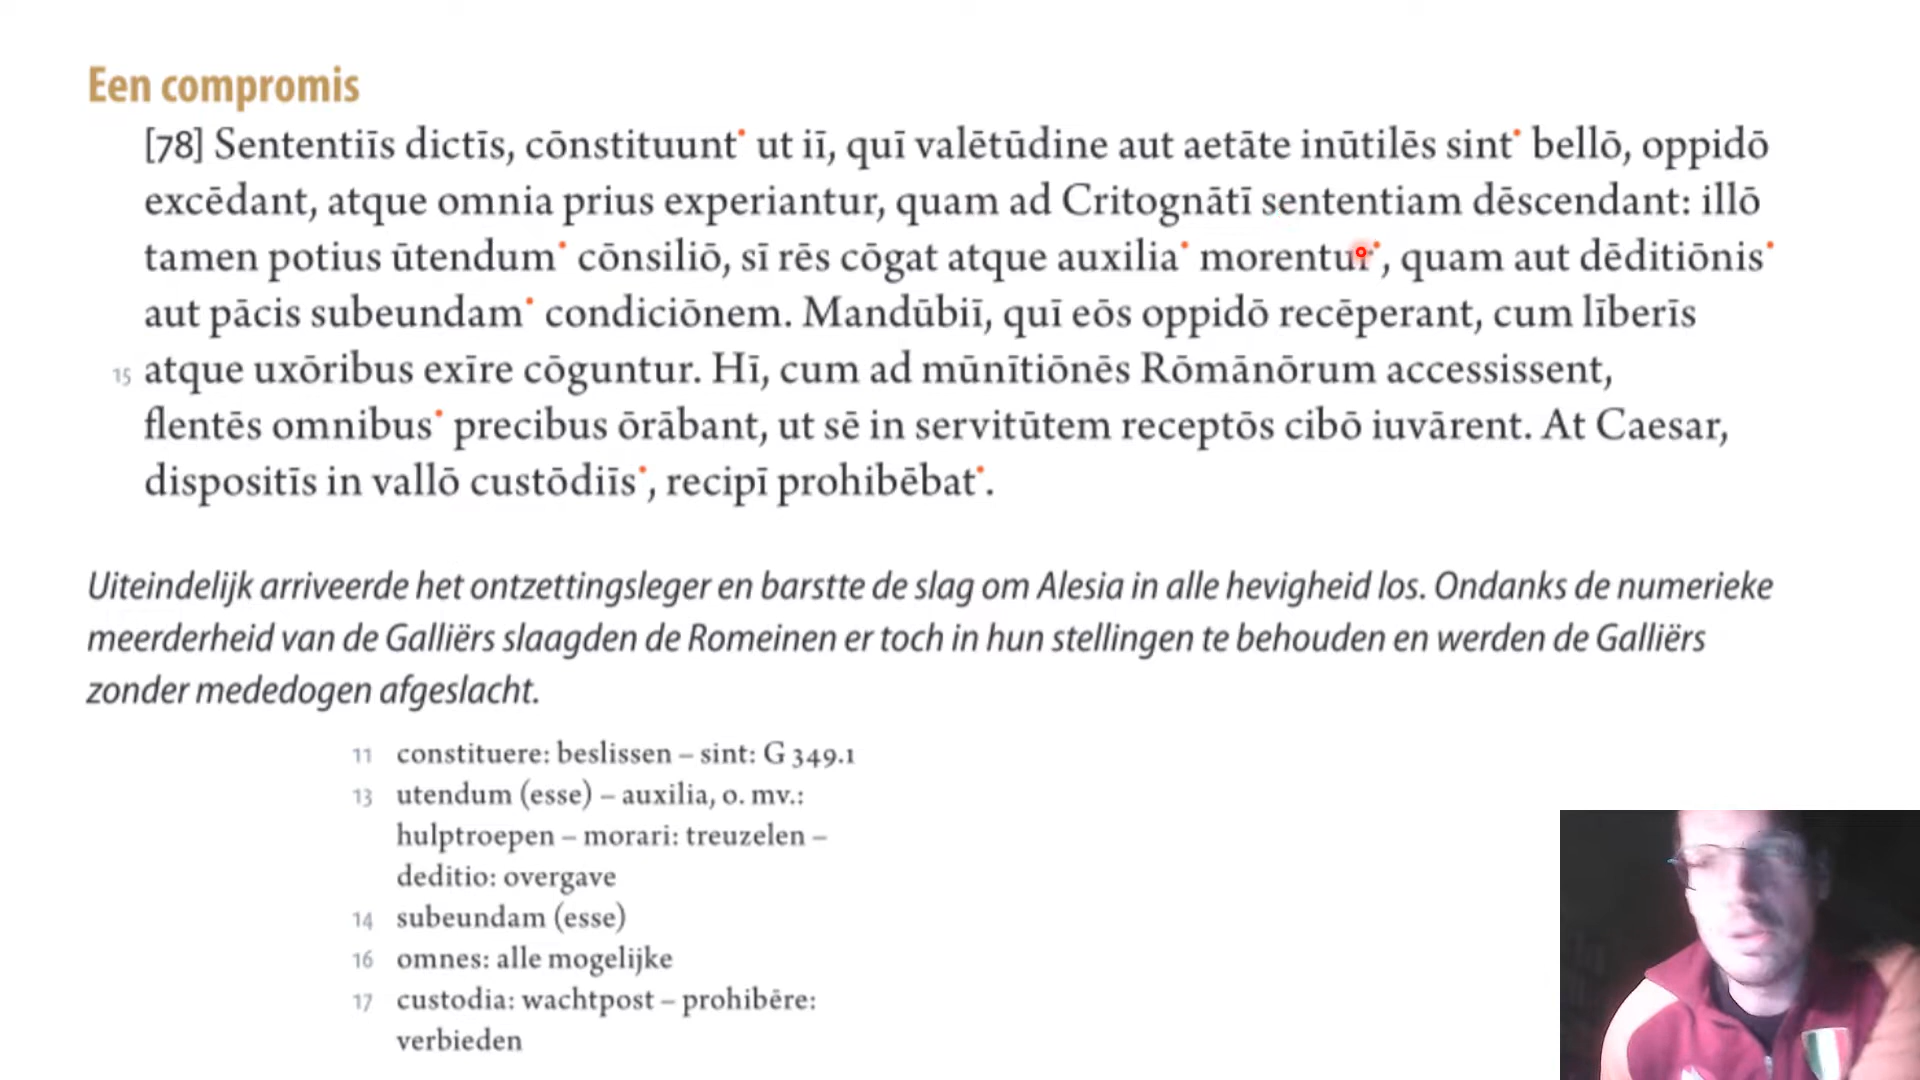 Een compromis
[78] Sententiīs dictīs, cōnstituunt• ut iī, quī valētūdine aut aetāte inūtilēs sint• bellō, oppidō
excēdant, atque omnia prius experiantur, quam ad Critognātī sententiam dēscendant: illō
tamen potius ūtendum• cōnsiliō, sī rēs cōgat atque auxilia• morentur•, quam aut dēditiōnis•
aut pācis subeundam• condiciōnem. Mandūbiī, quī eōs oppidō recēperant, cum līberīs
15 atque uxōribus exīre cōguntur. Hī, cum ad mūnītiōnēs Rōmānōrum accessissent,
flentēs omnibus• precibus ōrābant, ut sē in servitūtem receptōs cibō iuvārent. At Caesar,
dispositīs in vallō custōdiīs•, recipī prohibēbat•.
Uiteindelijk arriveerde het ontzettingsleger en barstte de slag om Alesia in alle hevigheid los. Ondanks de numerieke
meerderheid van de Galliërs slaagden de Romeinen er toch in hun stellingen te behouden en werden de Galliërs
zonder mededogen afgeslacht.
11 constituere: beslissen – sint: G 349.1
13 utendum (esse) – auxilia, o. mv.:
hulptroepen – morari: treuzelen –
deditio: overgave
14 subeundam (esse)
16 omnes: alle mogelijke
17 custodia: wachtpost – prohibēre:
verbieden